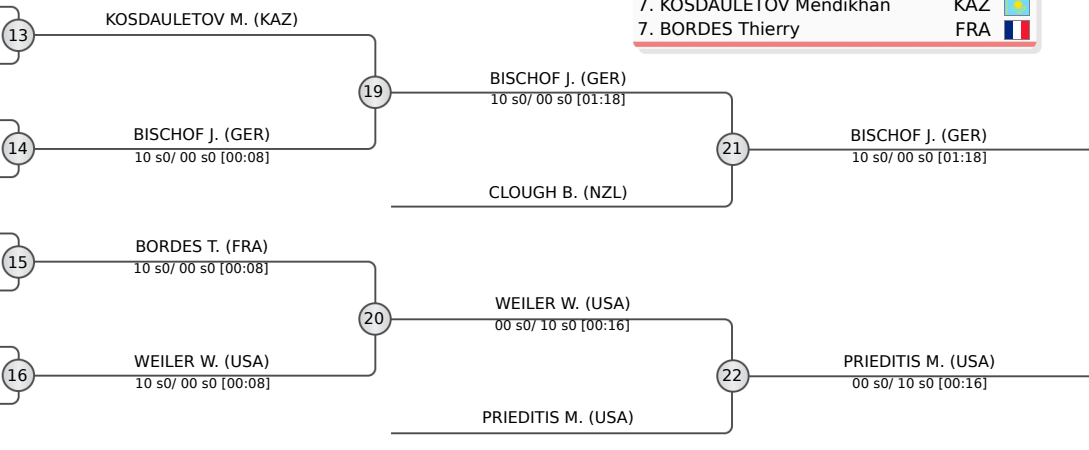 7. KOSDAULETOV Mendikhan KAZ
7. BORDES Thierry FRA
KOSDAULETOV M. (KAZ)
13
19
BISCHOF J. (GER)
10 s0/ 00 s0 [01:18]
14
BISCHOF J. (GER)
10 s0/ 00 s0 [00:08]
21
BISCHOF J. (GER)
10 s0/ 00 s0 [01:18]
CLOUGH B. (NZL)
15
BORDES T. (FRA)
10 s0/ 00 s0 [00:08]
20
WEILER W. (USA)
00 s0/ 10 s0 [00:16]
16
WEILER W. (USA)
10 s0/ 00 s0 [00:08]
22
PRIEDITIS M. (USA)
00 s0/ 10 s0 [00:16]
PRIEDITIS M. (USA)